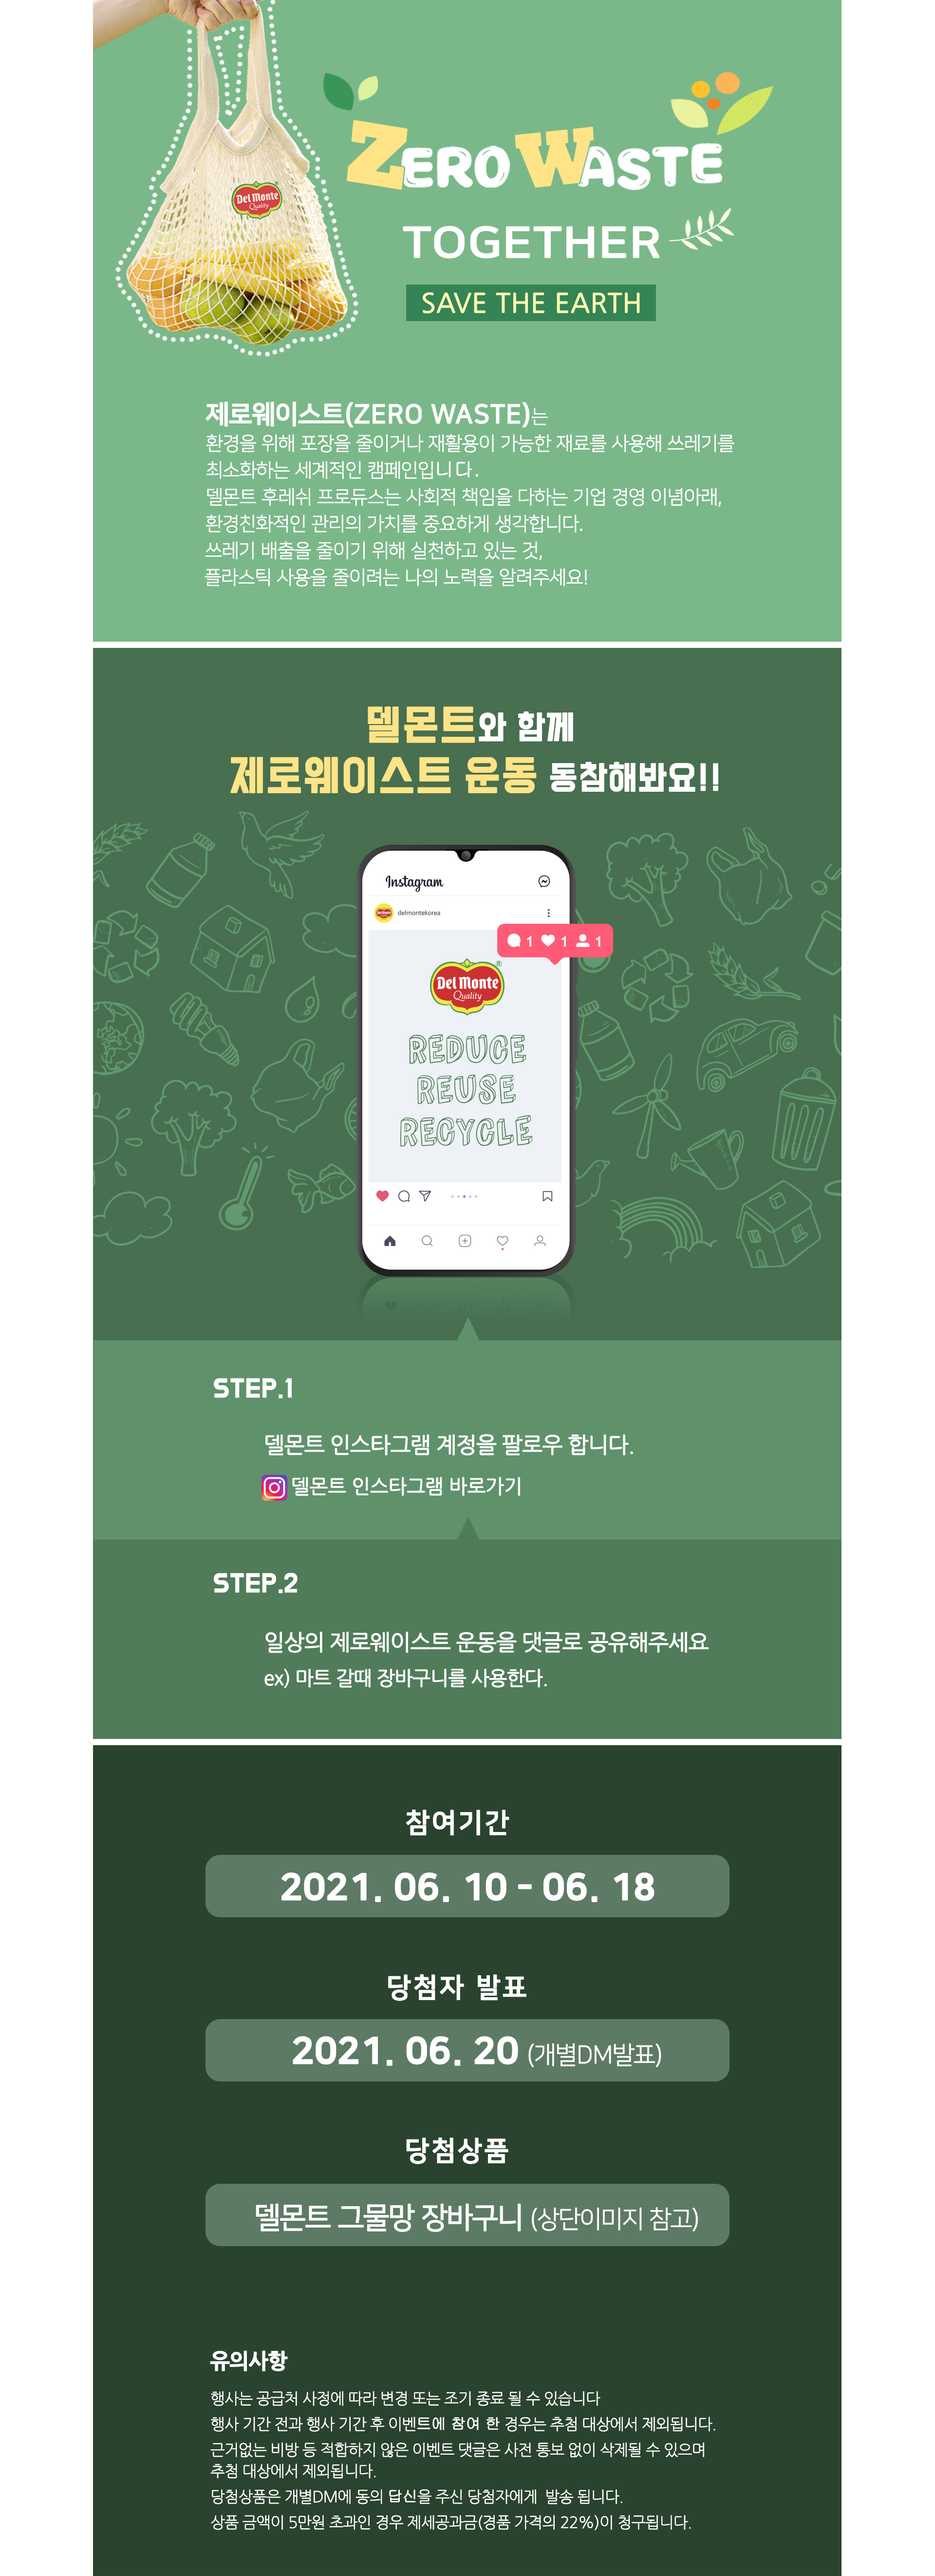 Del Monte
Quality
ZERO WASTE
TOGETHER
SAVE THE EARTH
제로웨이스트(ZERO WASTE)는
환경을 위해 포장을 줄이거나 재활용이 가능한 재료를 사용해 쓰레기를
최소화하는 세계적인 캠페인입니다.
델몬트 후레쉬 프로듀스는 사회적 책임을 다하는 기업 경영 이념아래,
환경친화적인 관리의 가치를 중요하게 생각합니다.
쓰레기 배출을 줄이기 위해 실천하고 있는 것,
플라스틱 사용을 줄이려는 나의 노력을 알려주세요!
델몬트와 함께
제로웨이스트 운동 동참해봐요!!
Instagram
Del Monte
delmontekorea
1 1 1
Del Monte®
Quality
REDUCE
REUSE
RECYCLE
STEP.1
델몬트 인스타그램 계정을 팔로우 합니다.
델몬트 인스타그램 바로가기
STEP.2
일상의 제로웨이스트 운동을 댓글로 공유해주세요
ex) 마트 갈때 장바구니를 사용한다.
참여기간
2021. 06. 10 - 06. 18
당첨자 발표
2021. 06. 20 (개별DM발표)
당첨상품
델몬트 그물망 장바구니 (상단이미지 참고)
유의사항
행사는 공급처 사정에 따라 변경 또는 조기 종료 될 수 있습니다
행사 기간 전과 행사 기간 후 이벤트에 참여 한 경우는 추첨 대상에서 제외됩니다.
근거없는 비방 등 적합하지 않은 이벤트 댓글은 사전 통보 없이 삭제될 수 있으며
추첨 대상에서 제외됩니다.
당첨상품은 개별DM에 동의 답신을 주신 당첨자에게 발송 됩니다.
상품 금액이 5만원 초과인 경우 제세공과금(경품 가격의 22%)이 청구됩니다.